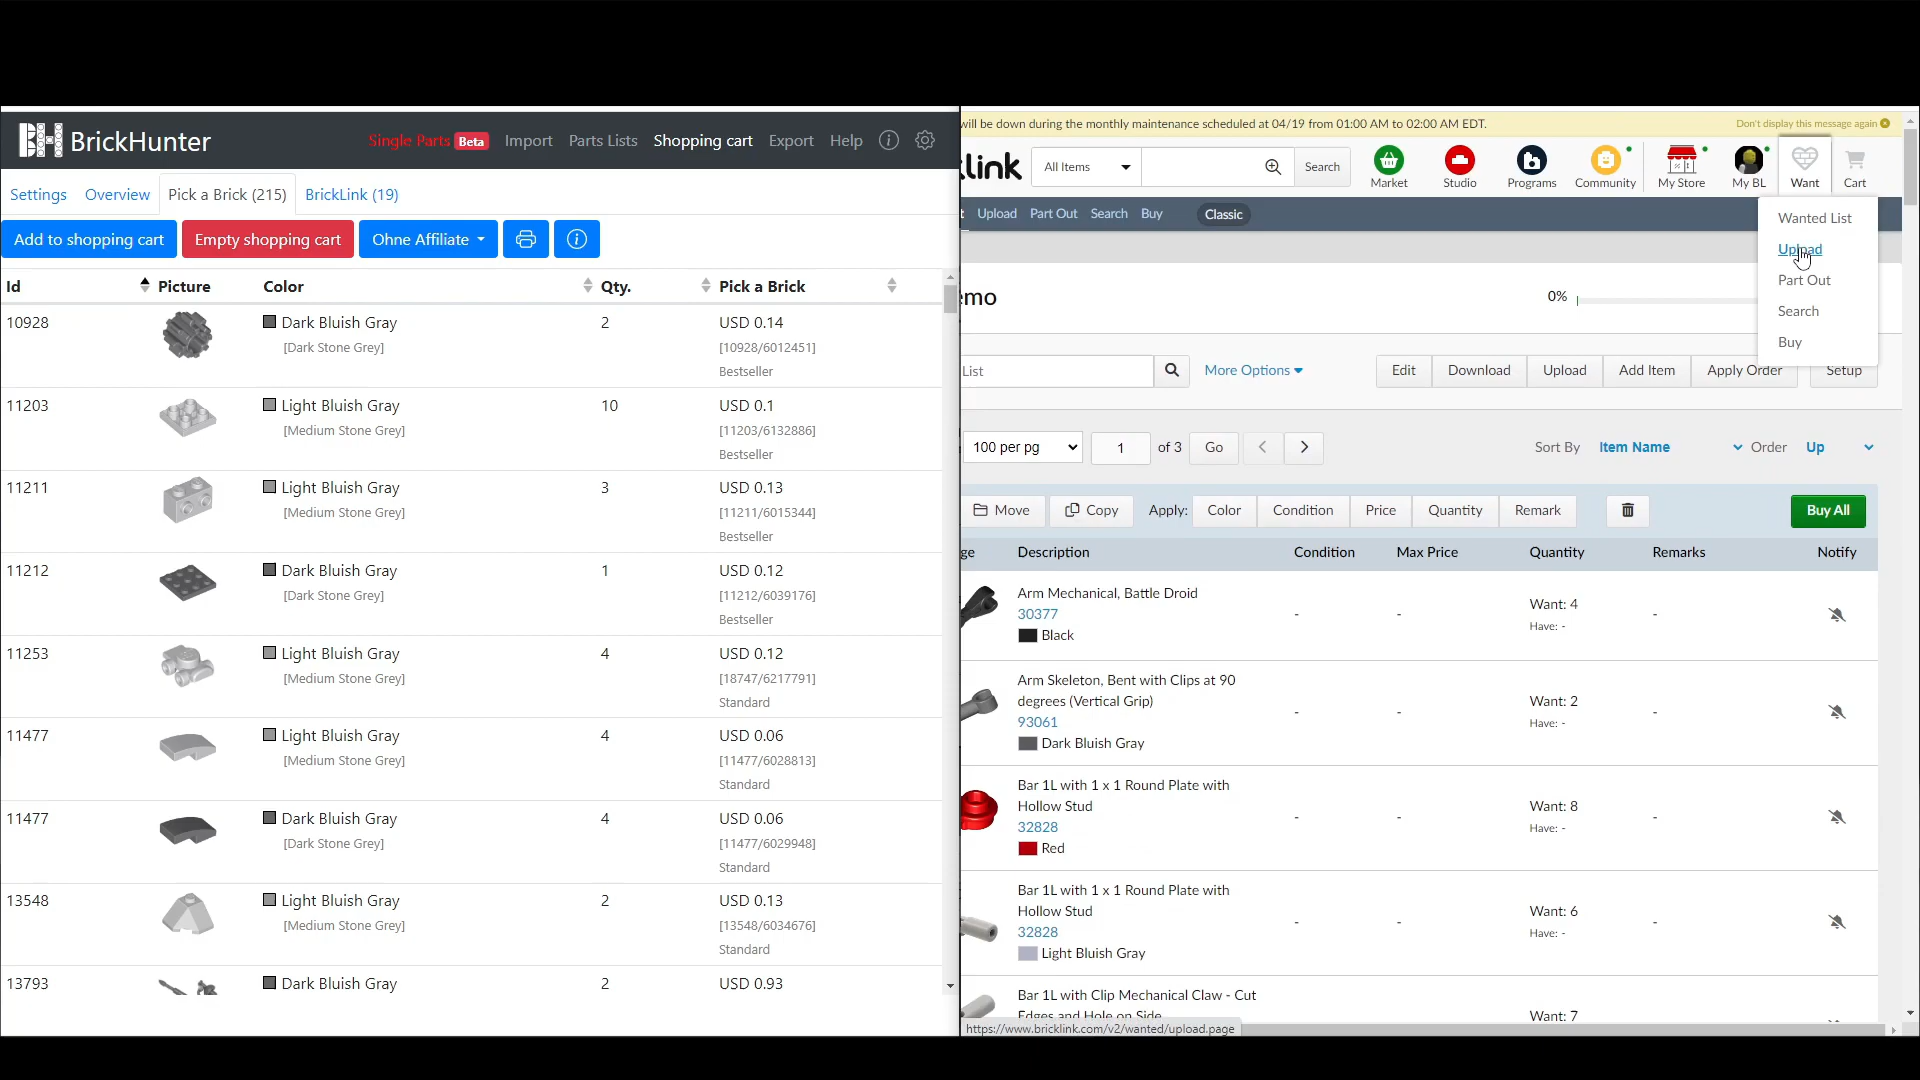 BrickHunter
Single Parts Beta Import Parts Lists Shopping cart Export Help
Settings Overview Pick a Brick (215) BrickLink (19)
Add to shopping cart Empty shopping cart Ohne Affiliate
Id Picture Color Qty. Pick a Brick
10928 Dark Bluish Gray 2 USD 0.14
[Dark Stone Grey] [10928/6012451]
Bestseller
11203 Light Bluish Gray 10 USD 0.1
[Medium Stone Grey] [11203/6132886]
Bestseller
11211 Light Bluish Gray 3 USD 0.13
[Medium Stone Grey] [11211/6015344]
Bestseller
11212 Dark Bluish Gray 1 USD 0.12
[Dark Stone Grey] [11212/6039176]
Bestseller
11253 Light Bluish Gray 4 USD 0.12
[Medium Stone Grey] [18747/6217791]
Standard
11477 Light Bluish Gray 4 USD 0.06
[Medium Stone Grey] [11477/6028813]
Standard
11477 Dark Bluish Gray 4 USD 0.06
[Dark Stone Grey] [11477/6029948]
Standard
13548 Light Bluish Gray 2 USD 0.13
[Medium Stone Grey] [13548/6034676]
Standard
13793 Dark Bluish Gray 2 USD 0.93
will be down during the monthly maintenance scheduled at 04/19 from 01:00 AM to 02:00 AM EDT. Don't display this message again
link All Items Search Market Studio Programs Community My Store My BL Want Cart
t Upload Part Out Search Buy Classic
Wanted List
Upload
Part Out
Search
Buy
emo 0%
List More Options Edit Download Upload Add Item Apply Order Setup
100 per pg 1 of 3 Go Sort By Item Name Order Up
Move Copy Apply: Color Condition Price Quantity Remark Buy All
ge Description Condition Max Price Quantity Remarks Notify
Arm Mechanical, Battle Droid
30377 - - Want: 4 -
Black Have: -
Arm Skeleton, Bent with Clips at 90
degrees (Vertical Grip) - - Want: 2 -
93061 Have: -
Dark Bluish Gray
Bar 1L with 1 x 1 Round Plate with
Hollow Stud - - Want: 8 -
32828 Have: -
Red
Bar 1L with 1 x 1 Round Plate with
Hollow Stud - - Want: 6 -
32828 Have: -
Light Bluish Gray
Bar 1L with Clip Mechanical Claw - Cut
Edges and Hole on Side Want: 7
https://www.bricklink.com/v2/wanted/upload.page